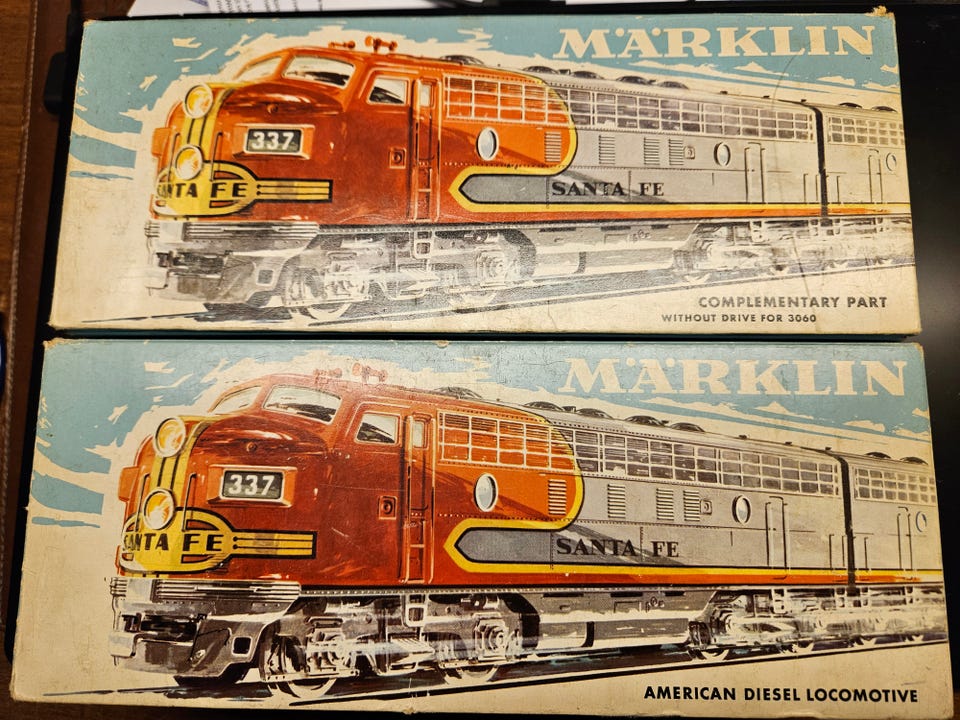 MÄRKLIN
337
SANTA FE
SANTA FE
COMPLEMENTARY PART
WITHOUT DRIVE FOR 3060
MÄRKLIN
337
SANTA FE
SANTA FE
AMERICAN DIESEL LOCOMOTIVE